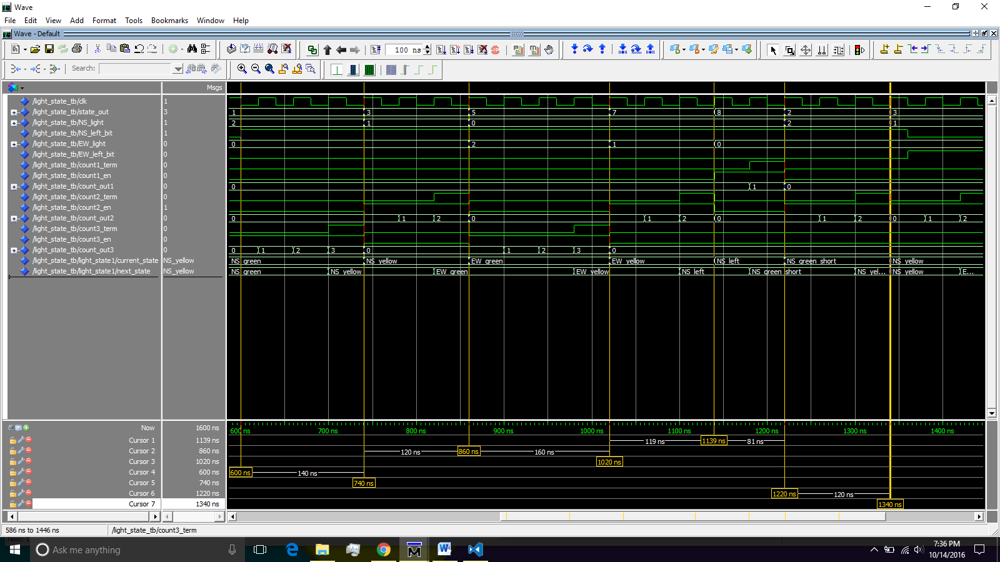 Wave
File Edit View Add Format Tools Bookmarks Window Help
Wave - Default
100 ns
Search:
Msgs
/light_state_tb/clk 1
/light_state_tb/state_out 3 1 3 5 7 8 2 3
/light_state_tb/NS_light 1 2 1 0 2 1
/light_state_tb/NS_left_bit 1
/light_state_tb/EW_light 0 0 2 1 0
/light_state_tb/EW_left_bit 0
/light_state_tb/count1_term 0
/light_state_tb/count1_en 0
/light_state_tb/count_out1 0 0 1 0
/light_state_tb/count2_term 0
/light_state_tb/count2_en 1
/light_state_tb/count_out2 0 0 1 2 0 1 2 0 1 2 0 1 2
/light_state_tb/count3_term 0
/light_state_tb/count3_en 0
/light_state_tb/count_out3 0 0 1 2 3 0 1 2 3 0
/light_state_tb/light_state1/current_state NS_yellow NS_green NS_yellow EW_green EW_yellow NS_left NS_green_short NS_yellow
/light_state_tb/light_state1/next_state NS_yellow NS_green NS_yellow EW_green EW_yellow NS_left NS_green_short NS_yel... NS_yellow E...
Now 1600 ns 600 ns 700 ns 800 ns 900 ns 1000 ns 1100 ns 1200 ns 1300 ns 1400 ns
Cursor 1 1139 ns 119 ns 1139 ns 81 ns
Cursor 2 860 ns 120 ns 860 ns 160 ns
Cursor 3 1020 ns 1020 ns
Cursor 4 600 ns 600 ns 140 ns
Cursor 5 740 ns 740 ns
Cursor 6 1220 ns 1220 ns 120 ns
Cursor 7 1340 ns 1340 ns
586 ns to 1446 ns /light_state_tb/count3_term
Ask me anything
7:36 PM
10/14/2016